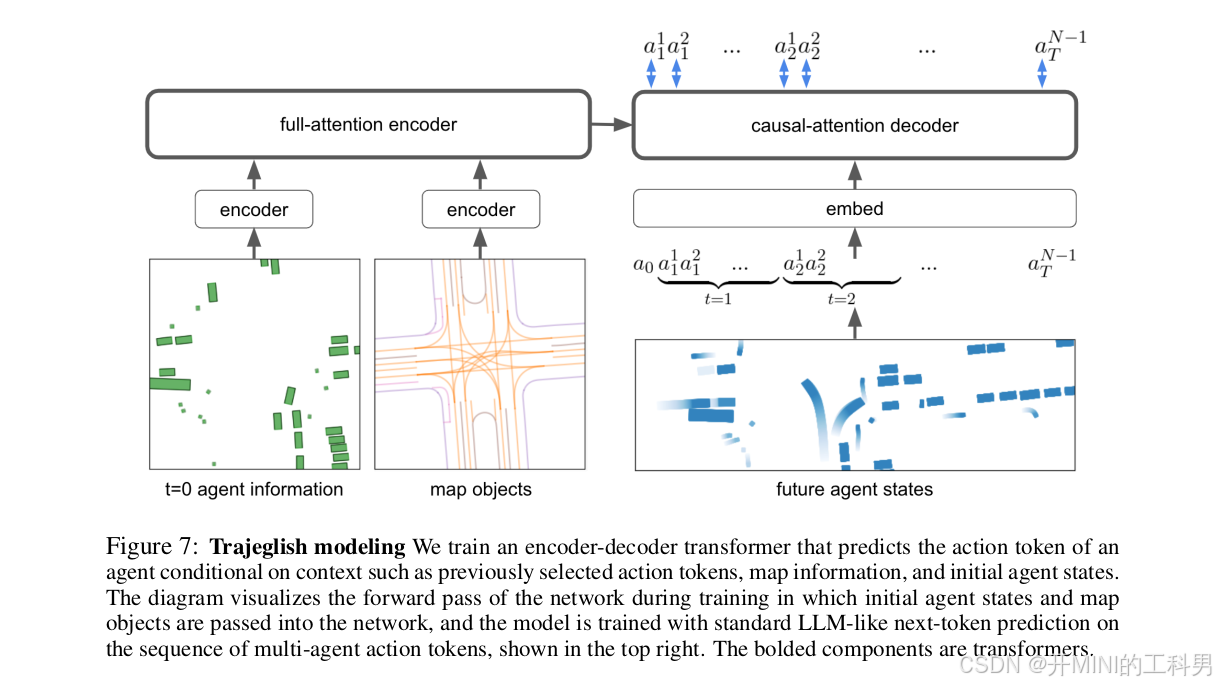 a_1^1 a_1^2 ... a_2^1 a_2^2 ... a_T^{N-1}
full-attention encoder
causal-attention decoder
encoder
encoder
embed
a_0 a_1^1 a_1^2 ... a_2^1 a_2^2 ... a_T^{N-1}
t=1
t=2
t=0 agent information
map objects
future agent states
Figure 7: Trajeglish modeling We train an encoder-decoder transformer that predicts the action token of an
agent conditional on context such as previously selected action tokens, map information, and initial agent states.
The diagram visualizes the forward pass of the network during training in which initial agent states and map
objects are passed into the network, and the model is trained with standard LLM-like next-token prediction on
the sequence of multi-agent action tokens, shown in the top right. The bolded components are transformers.
CSDN @开MINI的工科男